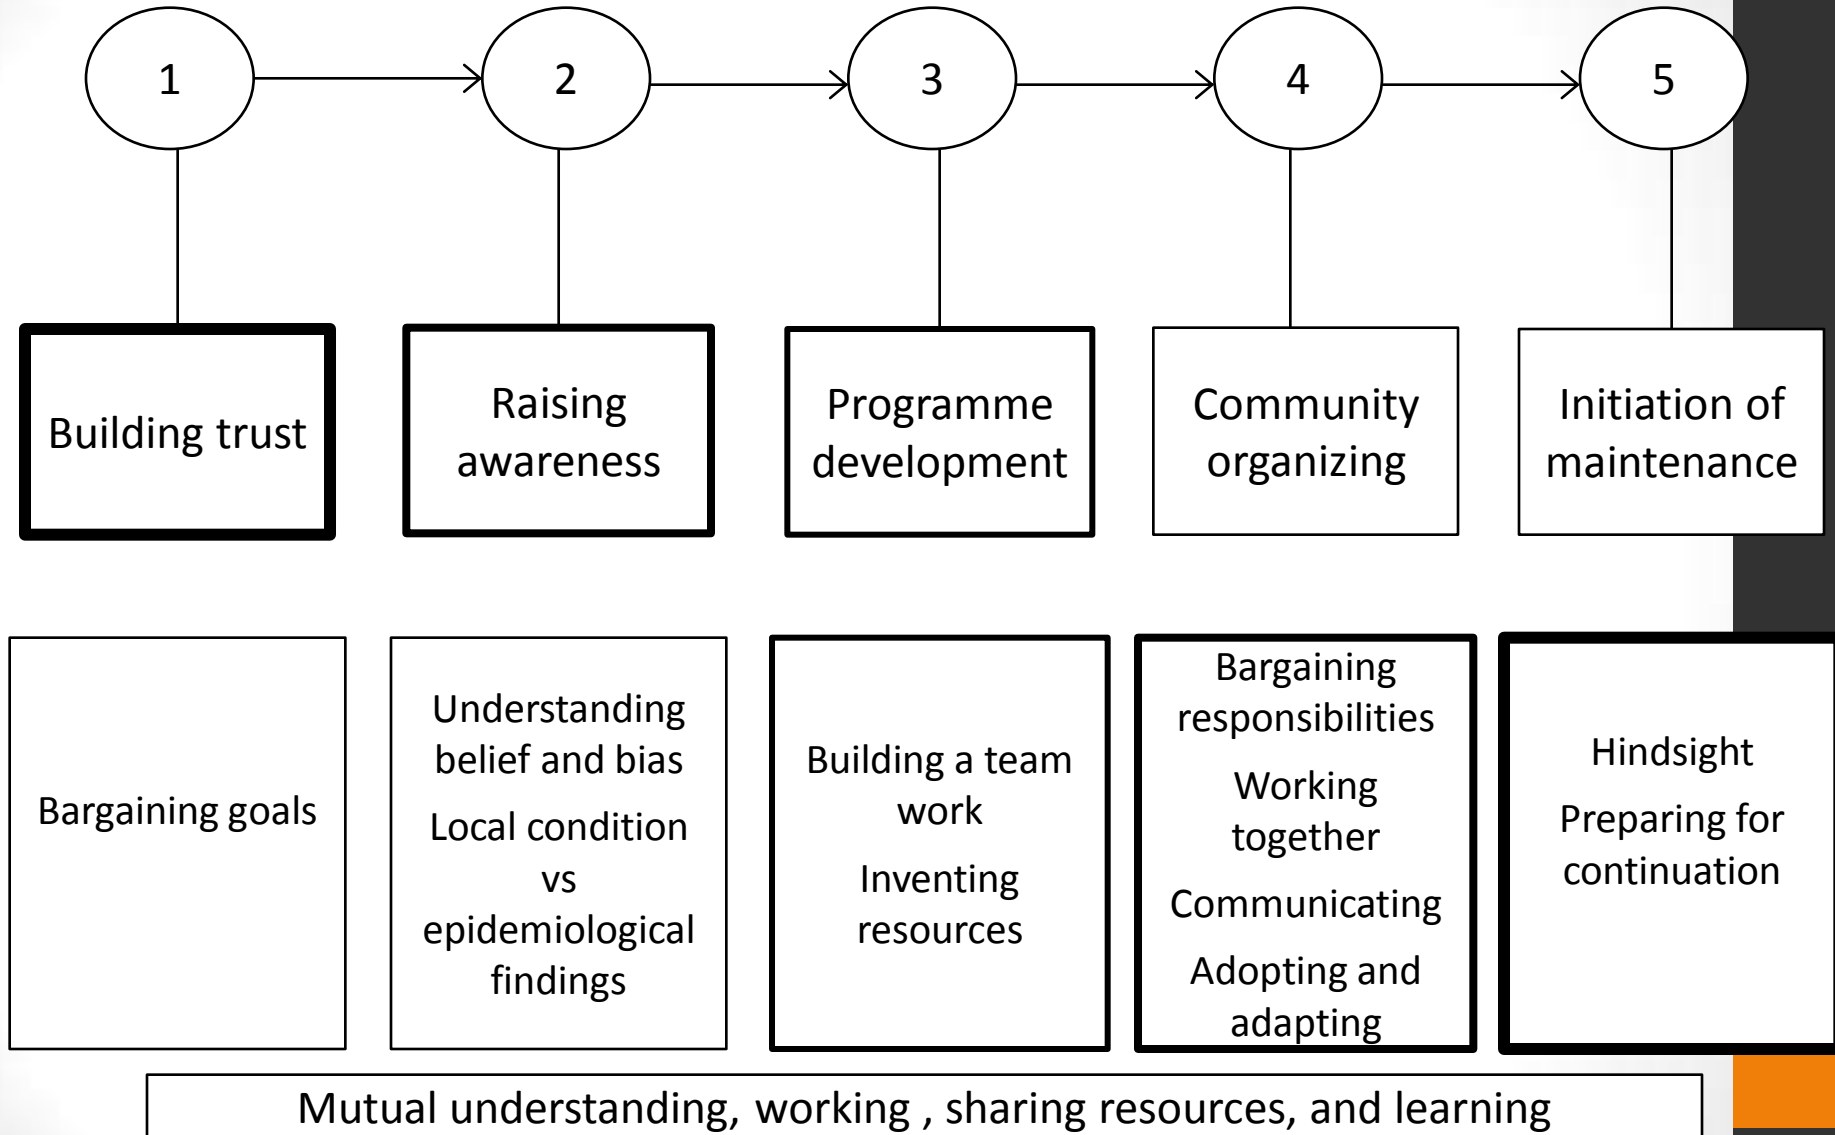 1
2
3
4
5
Building trust
Raising
awareness
Programme
development
Community
organizing
Initiation of
maintenance
Bargaining goals
Understanding
belief and bias
Local condition
vs
epidemiological
findings
Building a team
work
Inventing
resources
Bargaining
responsibilities
Working
together
Communicating
Adopting and
adapting
Hindsight
Preparing for
continuation
Mutual understanding, working , sharing resources, and learning